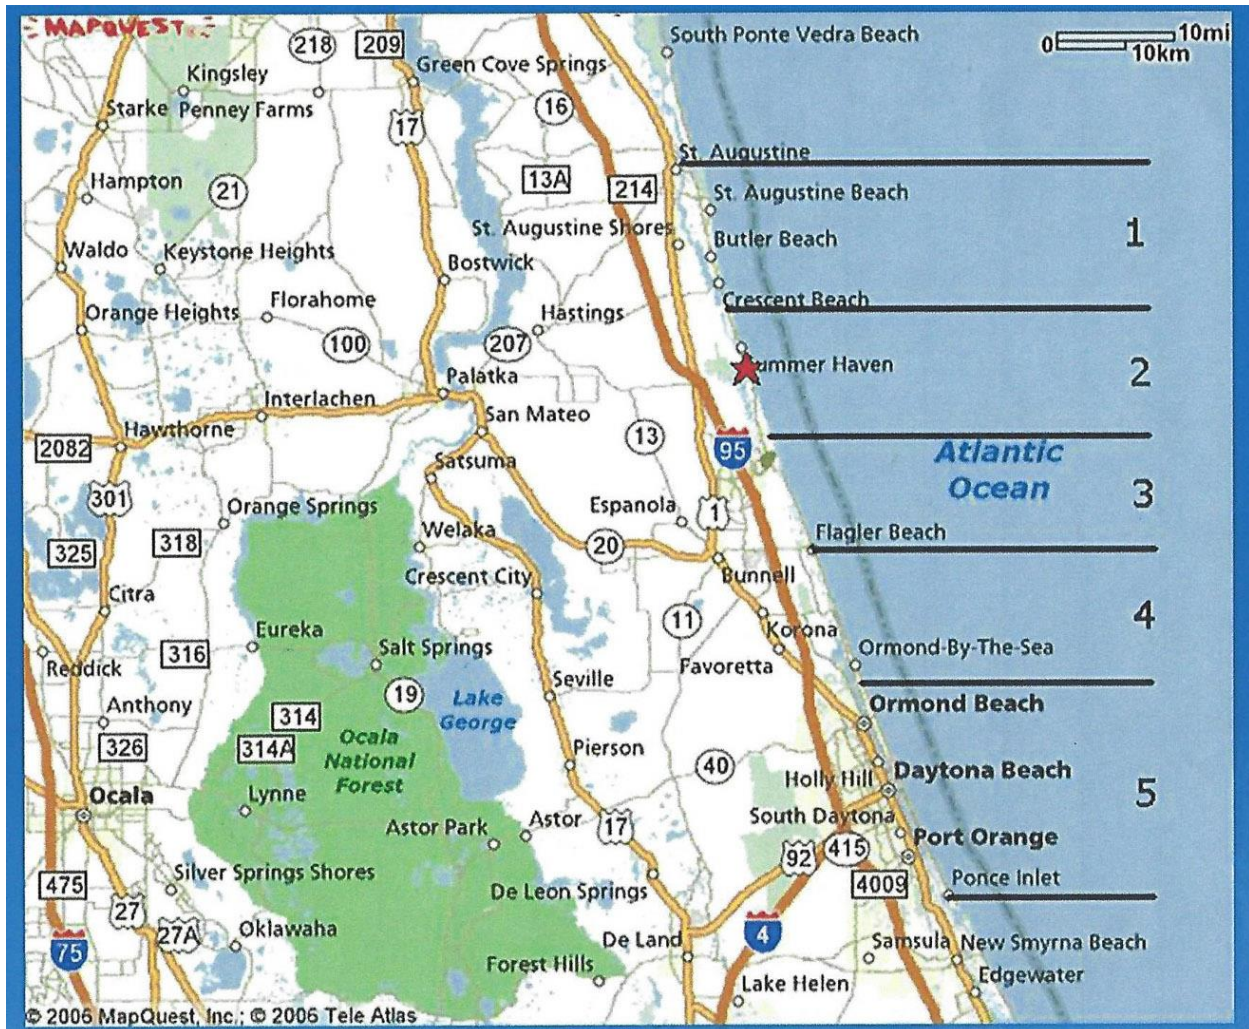 MAPQUEST
218
209
South Ponte Vedra Beach
0
10mi
10km
Kingsley
Green Cove Springs
Starke
Penney Farms
16
17
St. Augustine
Hampton
21
13A
214
St. Augustine Beach
St. Augustine Shores
Butler Beach
1
Waldo
Keystone Heights
Bostwick
Crescent Beach
Orange Heights
Florahome
Hastings
100
207
ummer Haven
2
Palatka
Interlachen
San Mateo
Hawthorne
13
2082
95
Atlantic
Ocean
Satsuma
3
301
Orange Springs
Espanola
1
325
318
Welaka
20
Flagler Beach
Crescent City
Bunnell
Citra
11
4
Eureka
Korona
316
Salt Springs
Favoretta
Ormond-By-The-Sea
Reddick
19
Seville
Lake
George
Anthony
314
Ormond Beach
326
314A
Ocala
National
Forest
Pierson
40
Holly Hill
Daytona Beach
5
Ocala
Lynne
South Daytona
Astor Park
Astor
17
Port Orange
92
415
475
Silver Springs Shores
De Leon Springs
4009
Ponce Inlet
27
27A
Oklawaha
De Land
4
Samsula
New Smyrna Beach
75
Forest Hills
Lake Helen
Edgewater
© 2006 MapQuest, Inc.; © 2006 Tele Atlas